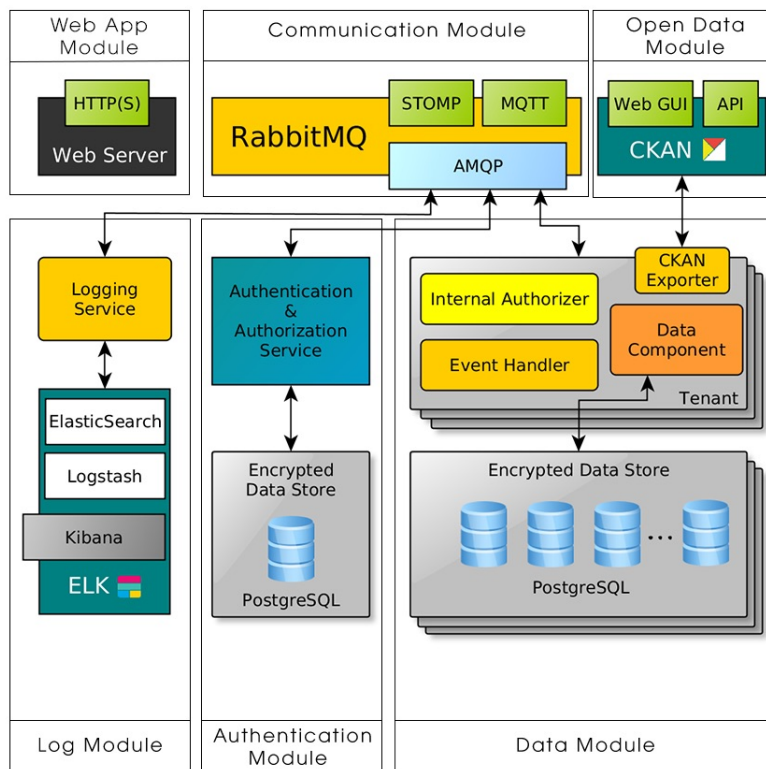 Web App
Module
HTTP(S)
Web Server
Communication Module
STOMP
MQTT
RabbitMQ
AMQP
Open Data
Module
Web GUI
API
CKAN
Logging
Service
ElasticSearch
Logstash
Kibana
ELK
Log Module
Authentication
&
Authorization
Service
Encrypted
Data Store
PostgreSQL
Authentication
Module
CKAN
Exporter
Internal Authorizer
Data
Component
Event Handler
Tenant
Encrypted Data Store
...
PostgreSQL
Data Module